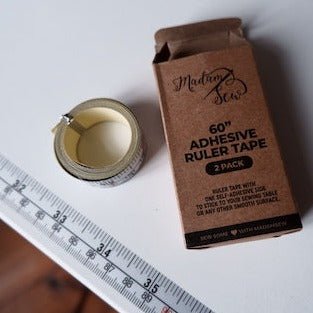 Madam
Sew
60"
ADHESIVE
RULER TAPE
2 PACK
RULER TAPE WITH
ONE SELF-ADHESIVE SIDE
TO STICK TO YOUR SEWING TABLE
OR ANY OTHER SMOOTH SURFACE.
SEW SOME ♥ WITH MADAMSEW
32 33 34 35